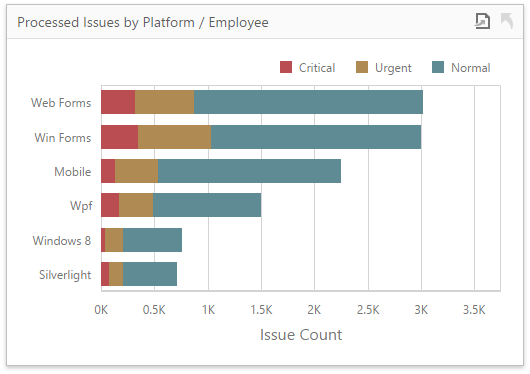 Processed Issues by Platform / Employee
Critical Urgent Normal
Web Forms
Win Forms
Mobile
Wpf
Windows 8
Silverlight
0K 0.5K 1K 1.5K 2K 2.5K 3K 3.5K
Issue Count